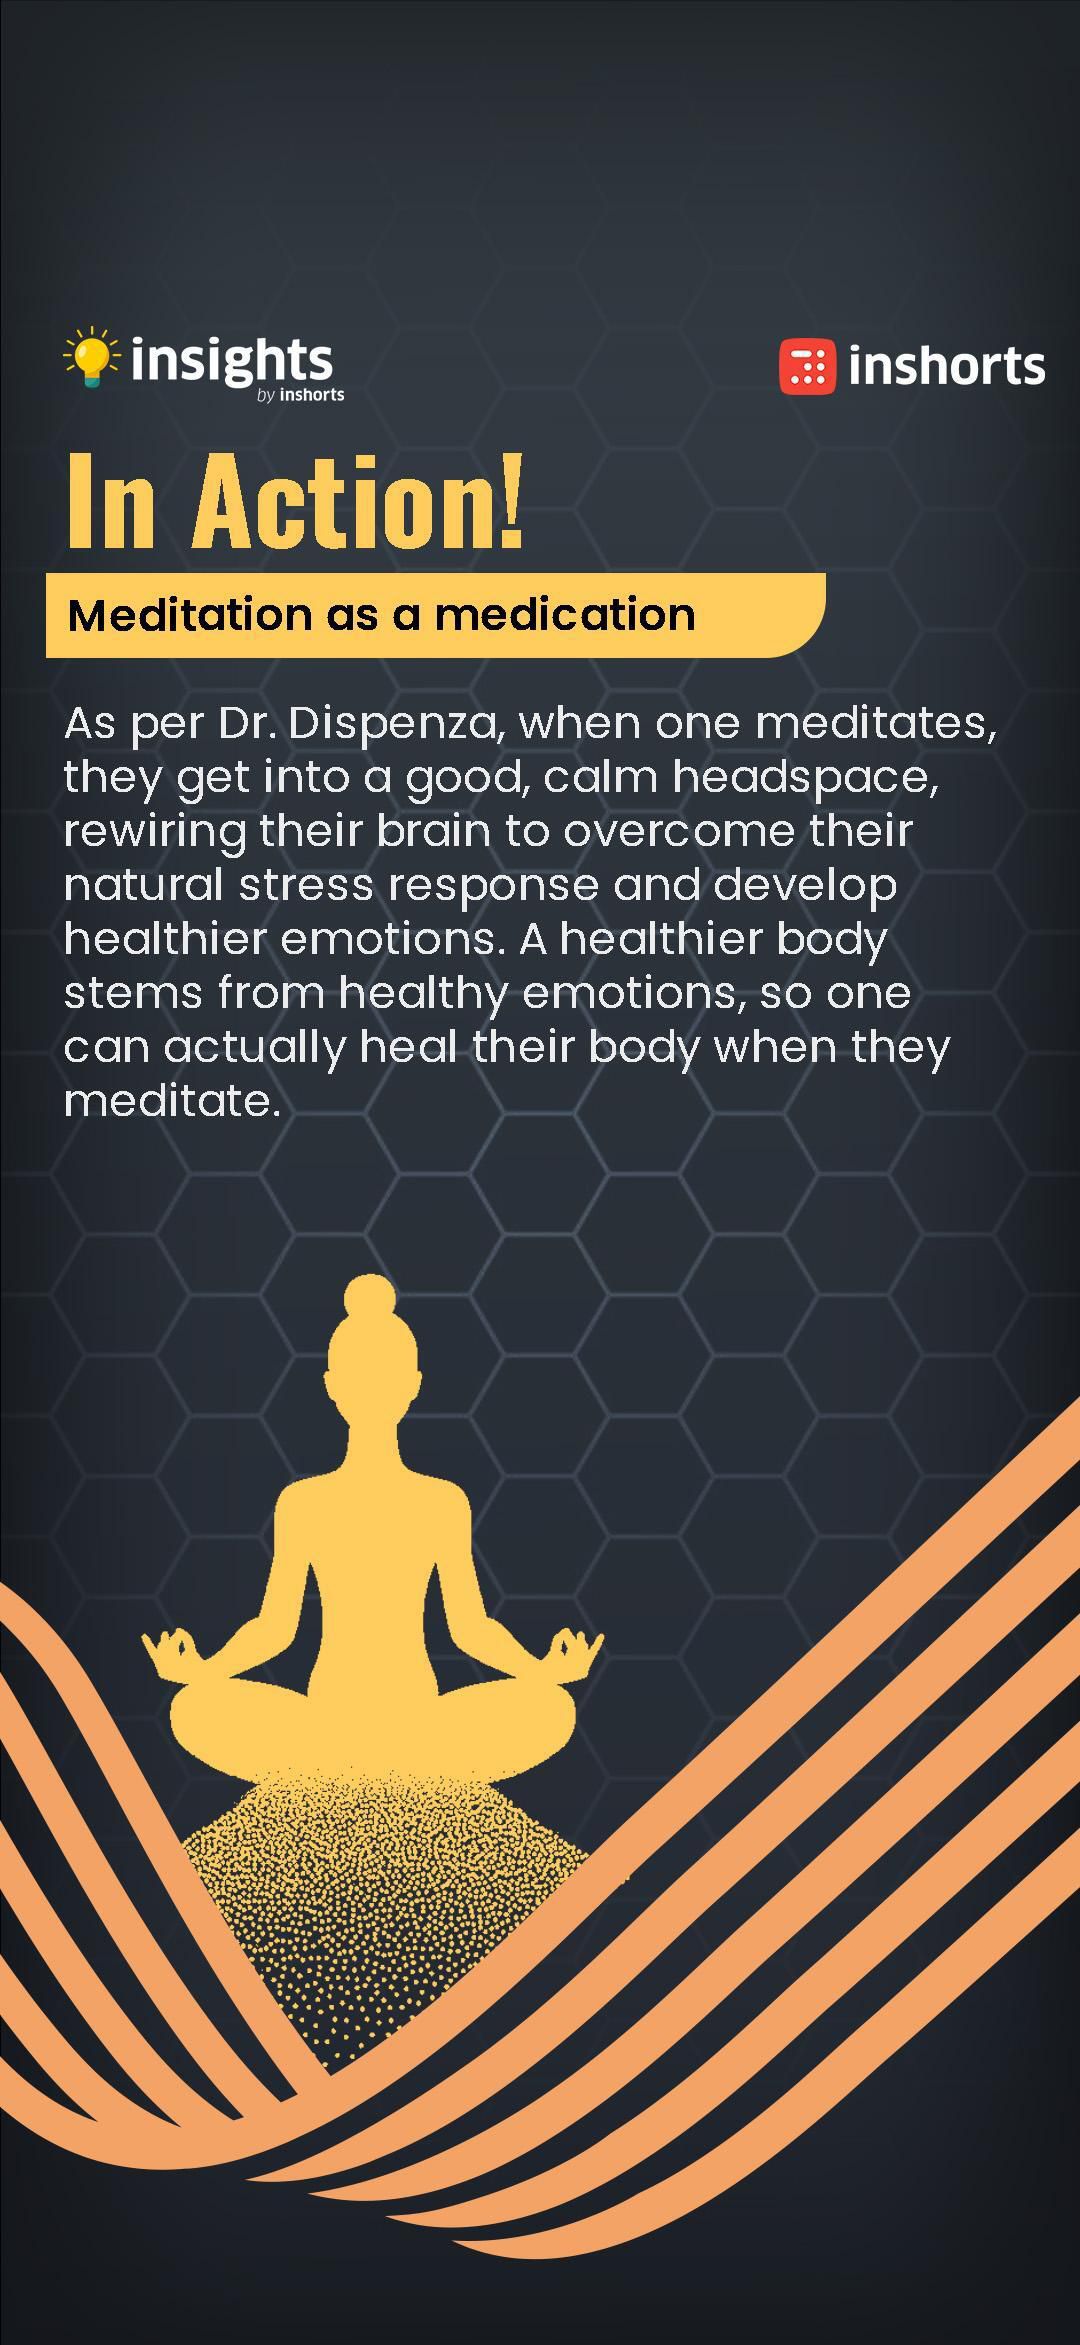 insights
by inshorts
inshorts
In Action!
Meditation as a medication
As per Dr. Dispenza, when one meditates,
they get into a good, calm headspace,
rewiring their brain to overcome their
natural stress response and develop
healthier emotions. A healthier body
stems from healthy emotions, so one
can actually heal their body when they
meditate.